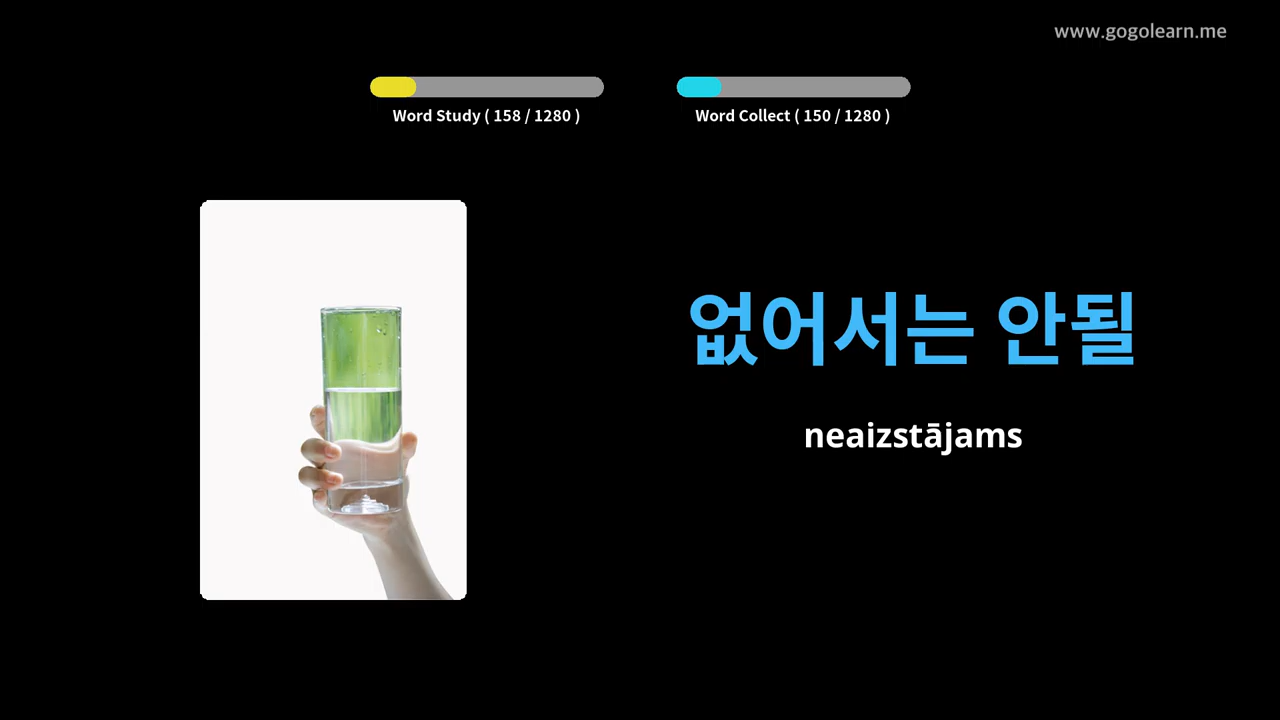 www.gogolearn.me
Word Study ( 158 / 1280 )
Word Collect ( 150 / 1280 )
없어서는 안될
neaizstājams